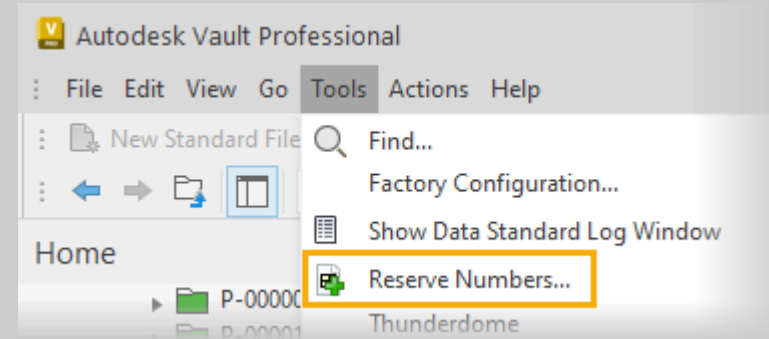 Autodesk Vault Professional
File Edit View Go Tools Actions Help
New Standard File
Find...
Factory Configuration...
Show Data Standard Log Window
Home
Reserve Numbers...
P-0000
Thunderdome
P-00001